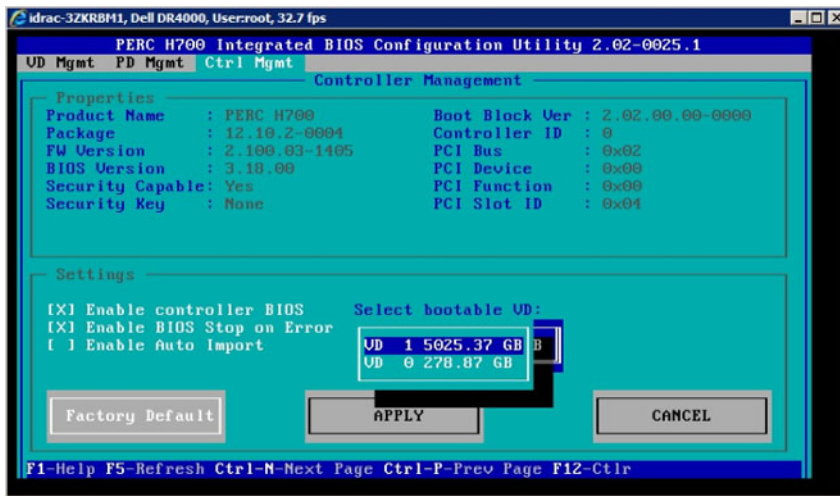 idrac-3ZKRBM1, Dell DR4000, User:root, 32.7 fps
PERC H700 Integrated BIOS Configuration Utility 2.02-0025.1
VD Mgmt PD Mgmt Ctrl Mgmt
Controller Management
Properties
Product Name : PERC H700 Boot Block Ver : 2.02.00.00-0000
Package : 12.10.2-0004 Controller ID : 0
FW Version : 2.100.03-1405 PCI Bus : 0x02
BIOS Version : 3.18.00 PCI Device : 0x00
Security Capable: Yes PCI Function : 0x00
Security Key : None PCI Slot ID : 0x04
Settings
[X] Enable controller BIOS Select bootable VD:
[X] Enable BIOS Stop on Error
[ ] Enable Auto Import VD 1 5025.37 GB B
VD 0 278.87 GB
Factory Default APPLY CANCEL
F1-Help F5-Refresh Ctrl-N-Next Page Ctrl-P-Prev Page F12-Ctlr